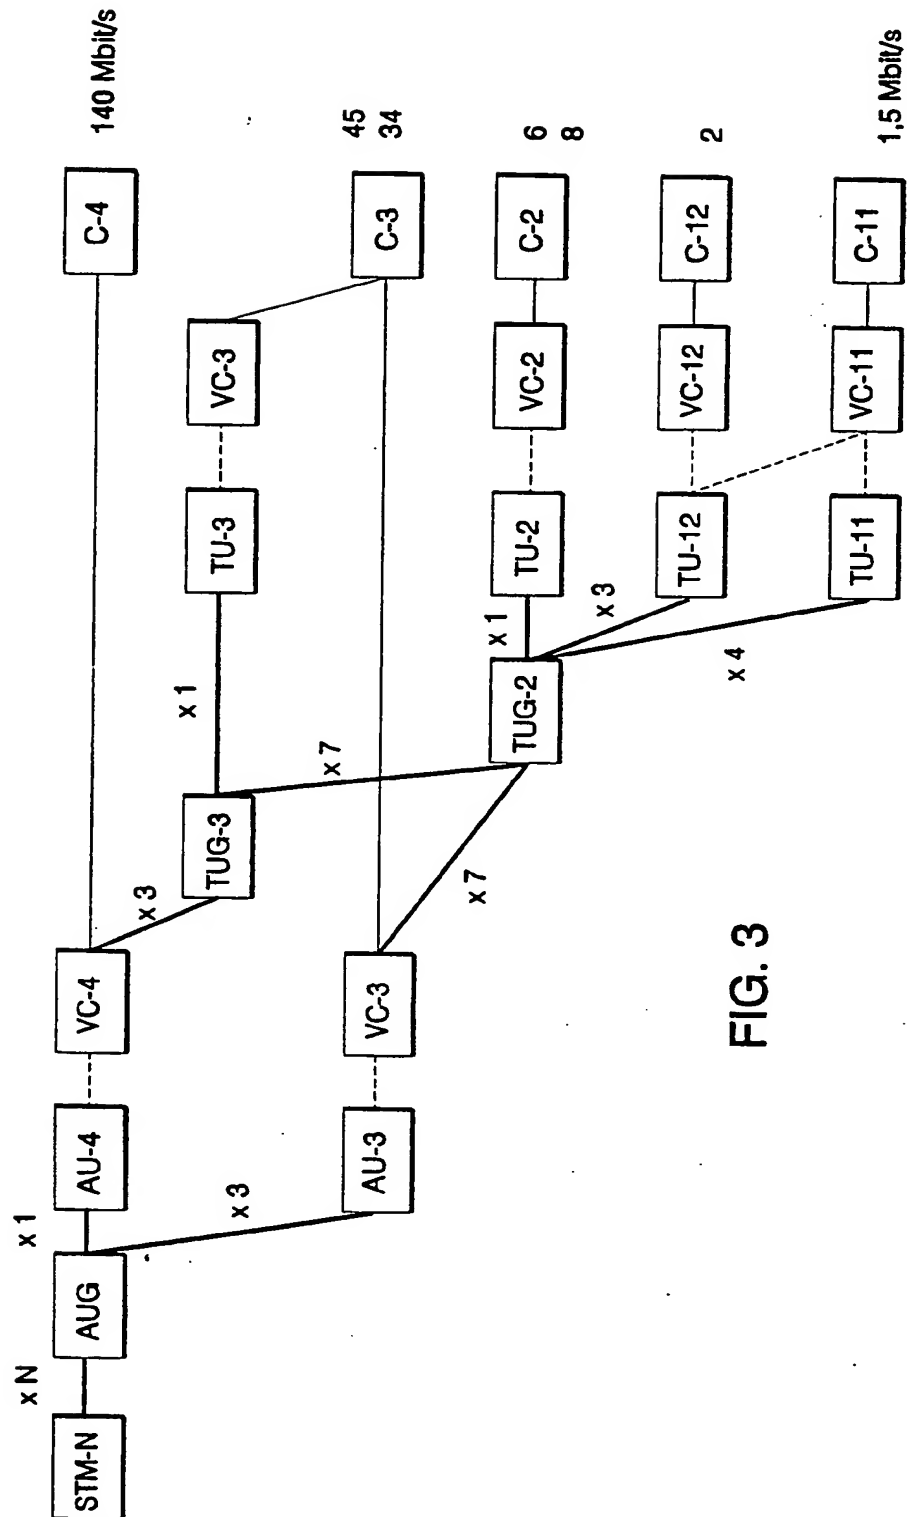 x N
x 1
STM-N
AUG
AU-4
VC-4
C-4
140 Mbit/s
x 3
TUG-3
x 1
TU-3
VC-3
x 3
x 7
AU-3
VC-3
C-3
45
34
x 7
TUG-2
x 1
TU-2
VC-2
C-2
6
8
x 3
TU-12
VC-12
C-12
2
x 4
TU-11
VC-11
C-11
1,5 Mbit/s
FIG. 3